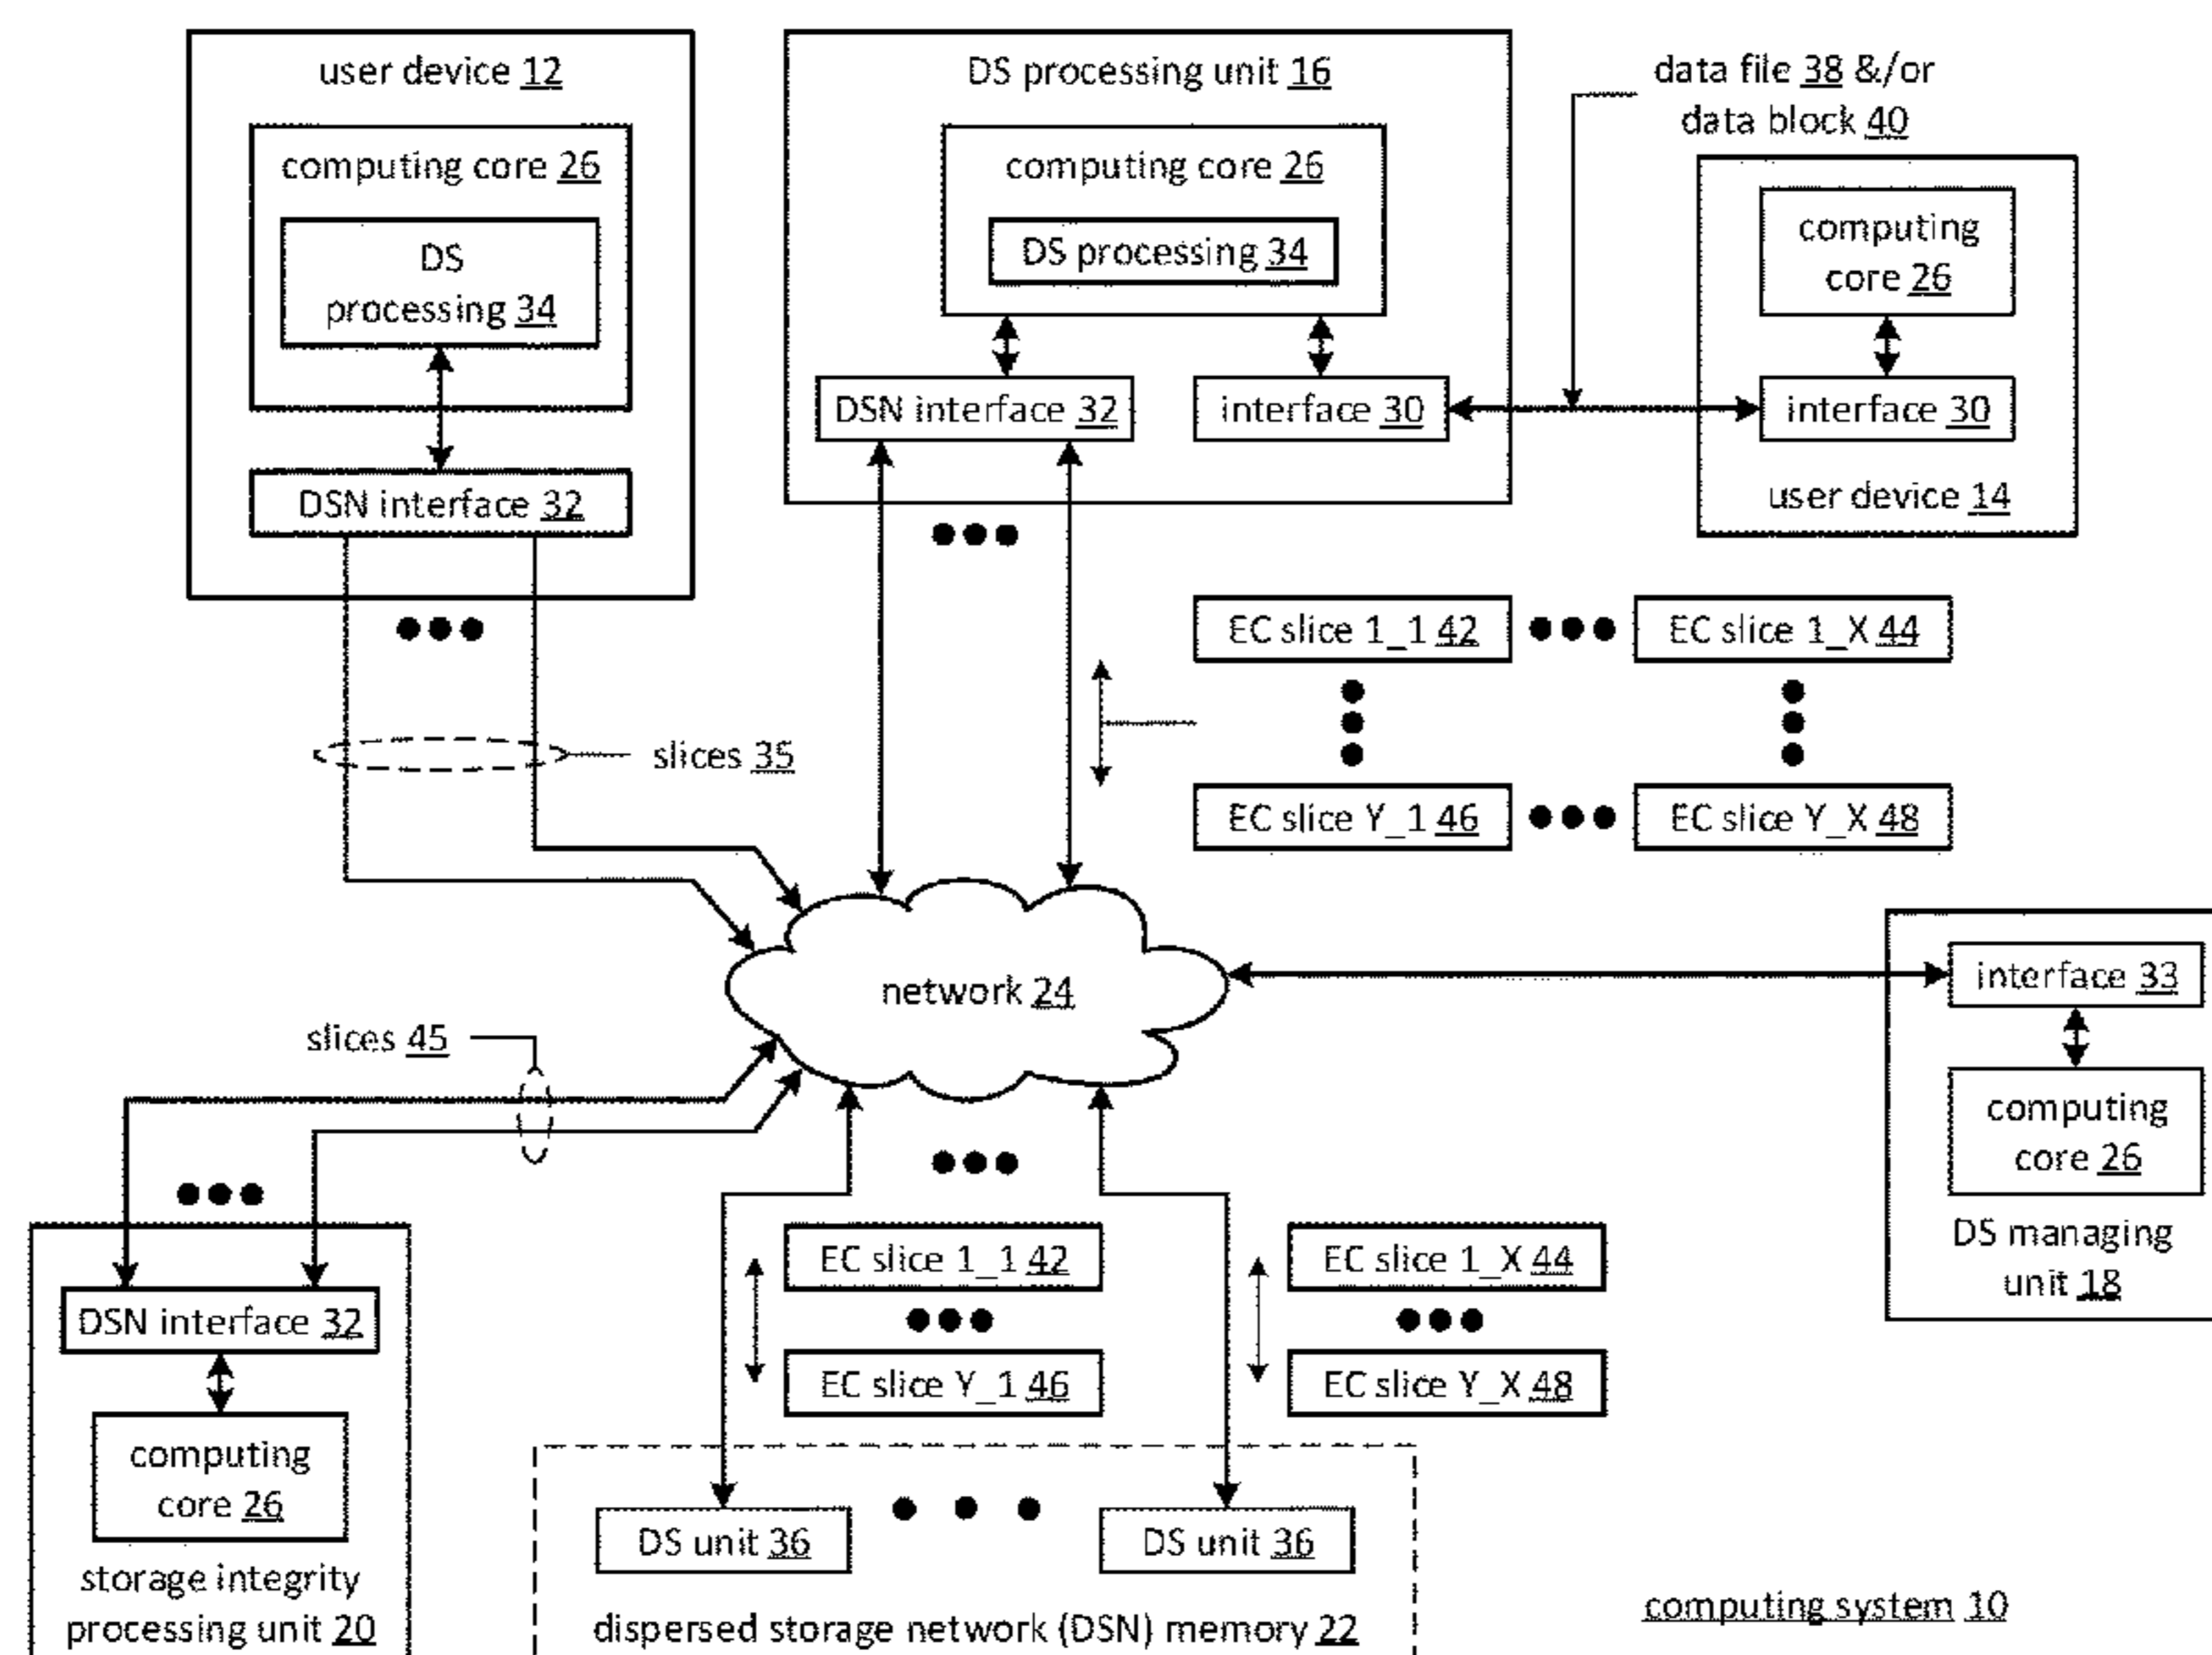 user device 12
computing core 26
DS
processing 34
DSN interface 32
slices 35
DS processing unit 16
computing core 26
DS processing 34
DSN interface 32
interface 30
data file 38 &/or
data block 40
computing
core 26
interface 30
user device 14
EC slice 1_1 42
EC slice 1_X 44
EC slice Y_1 46
EC slice Y_X 48
network 24
interface 33
computing
core 26
DS managing
unit 18
slices 45
DSN interface 32
computing
core 26
storage integrity
processing unit 20
EC slice 1_1 42
EC slice 1_X 44
EC slice Y_1 46
EC slice Y_X 48
DS unit 36
DS unit 36
dispersed storage network (DSN) memory 22
computing system 10